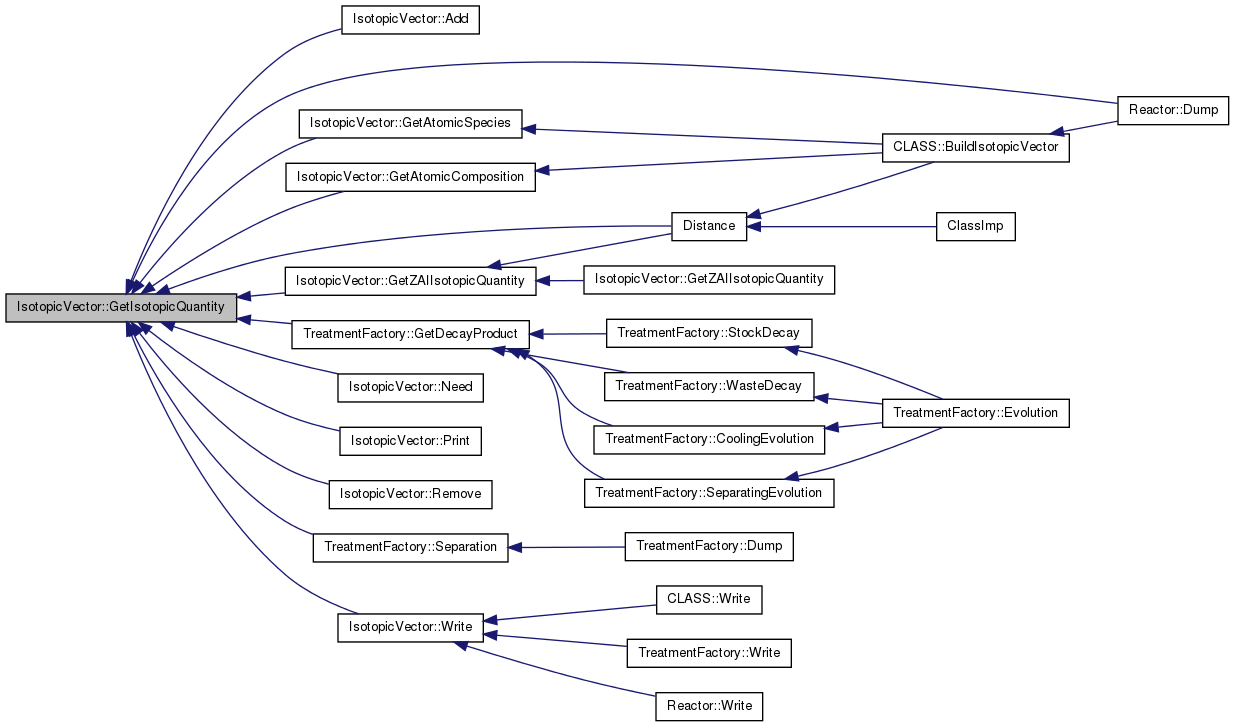 IsotopicVector::Add
Reactor::Dump
IsotopicVector::GetAtomicSpecies
CLASS::BuildIsotopicVector
IsotopicVector::GetAtomicComposition
Distance
ClassImp
IsotopicVector::GetZAIIsotopicQuantity
IsotopicVector::GetZAIIsotopicQuantity
IsotopicVector::GetIsotopicQuantity
TreatmentFactory::GetDecayProduct
TreatmentFactory::StockDecay
IsotopicVector::Need
TreatmentFactory::WasteDecay
TreatmentFactory::Evolution
IsotopicVector::Print
TreatmentFactory::CoolingEvolution
IsotopicVector::Remove
TreatmentFactory::SeparatingEvolution
TreatmentFactory::Separation
TreatmentFactory::Dump
CLASS::Write
IsotopicVector::Write
TreatmentFactory::Write
Reactor::Write